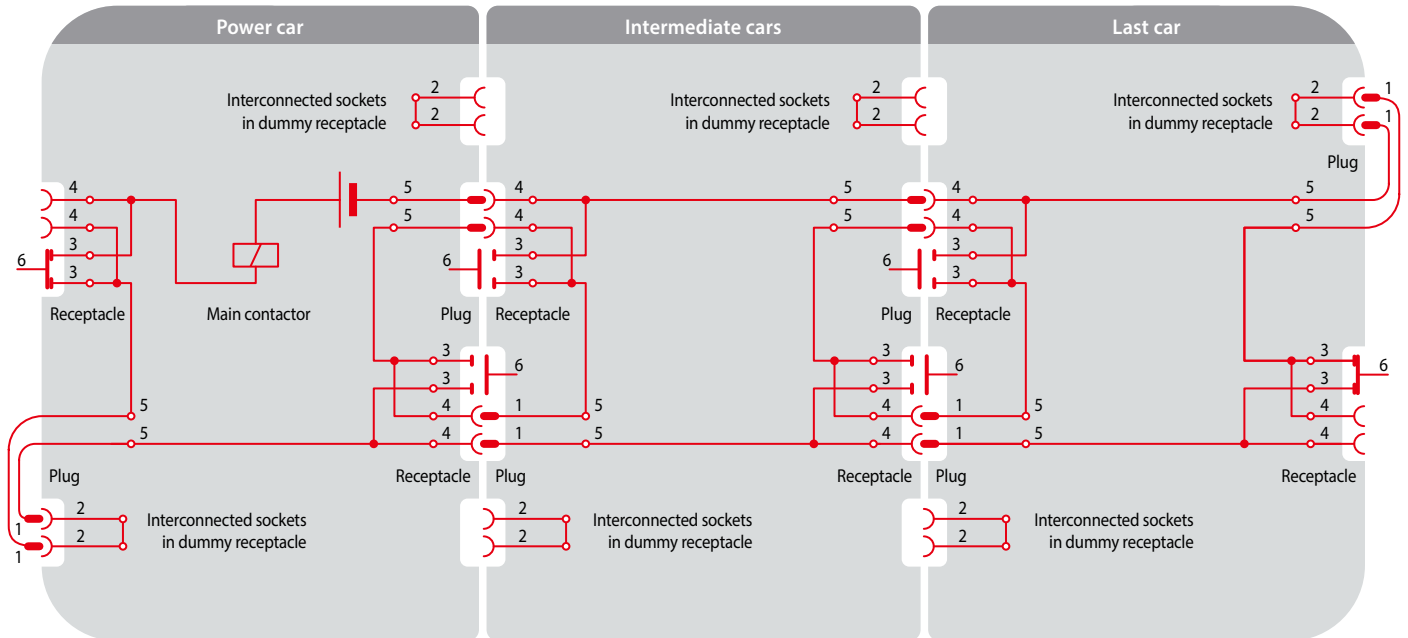 Power car
Intermediate cars
Last car
Interconnected sockets
in dummy receptacle
2
2
Interconnected sockets
in dummy receptacle
2
2
Interconnected sockets
in dummy receptacle
2
2
1
1
Plug
4
4
3
3
6
Receptacle
Main contactor
5
5
6
Plug
4
4
3
3
Receptacle
5
5
6
Plug
4
4
3
3
Receptacle
5
5
3
3
4
4
6
1
1
5
5
Receptacle
Plug
3
3
4
4
6
1
1
5
5
Receptacle
Plug
3
3
6
4
4
Receptacle
5
5
Plug
1
1
2
2
Interconnected sockets
in dummy receptacle
2
2
Interconnected sockets
in dummy receptacle
2
2
Interconnected sockets
in dummy receptacle